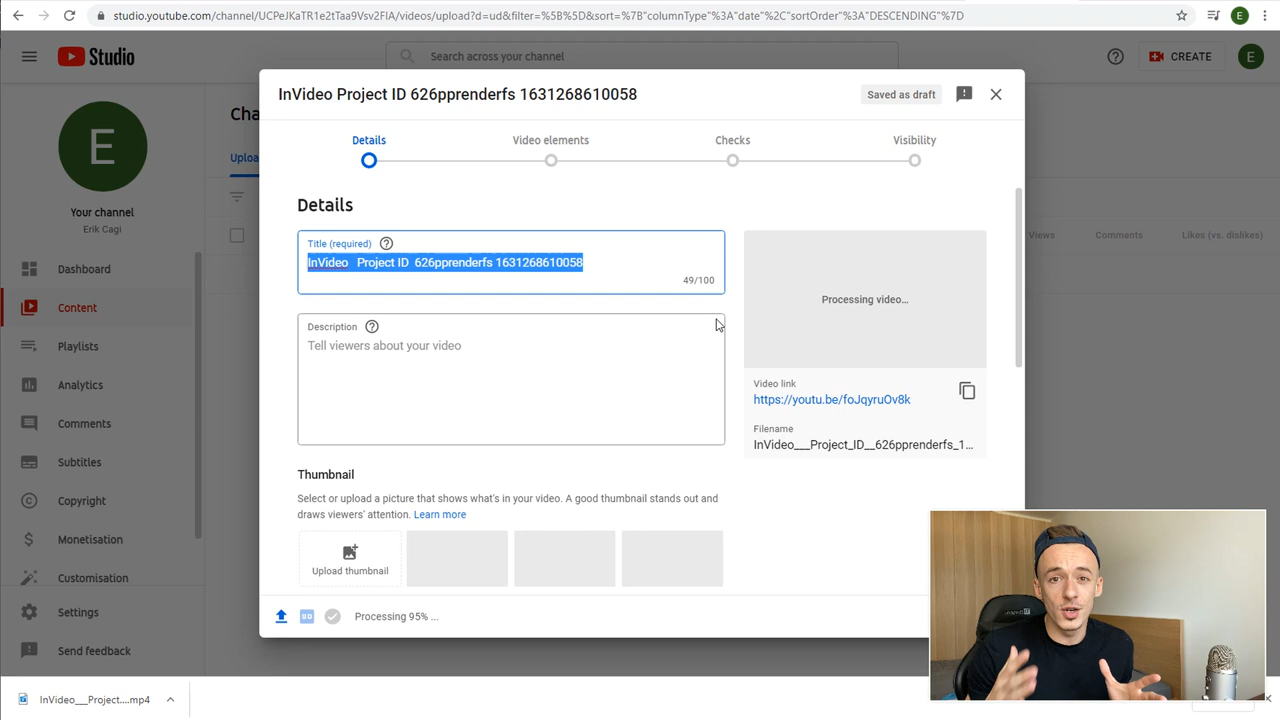 studio.youtube.com/channel/UCPeJKaTR1e2tTaa9Vsv2FIA/videos/upload?d=ud&filter=%5B%5D&sort=%7B"columnType"%3A"date"%2C"sortOrder"%3A"DESCENDING"%7D
E
Studio
Search across your channel
CREATE
E
E
Your channel
Erik Cagi
Dashboard
Content
Playlists
Analytics
Comments
Subtitles
Copyright
Monetisation
Customisation
Settings
Send feedback
Cha
Uploa
Views
Comments
Likes (vs. dislikes)
InVideo Project ID 626pprenderfs 1631268610058
Saved as draft
Details
Video elements
Checks
Visibility
Details
Title (required)
InVideo   Project ID  626pprenderfs 1631268610058
49/100
Description
Tell viewers about your video
Processing video...
Video link
https://youtu.be/foJqyruOv8k
Filename
InVideo___Project_ID__626pprenderfs_1...
Thumbnail
Select or upload a picture that shows what's in your video. A good thumbnail stands out and
draws viewers' attention. Learn more
Upload thumbnail
SD
Processing 95% ...
InVideo___Project....mp4